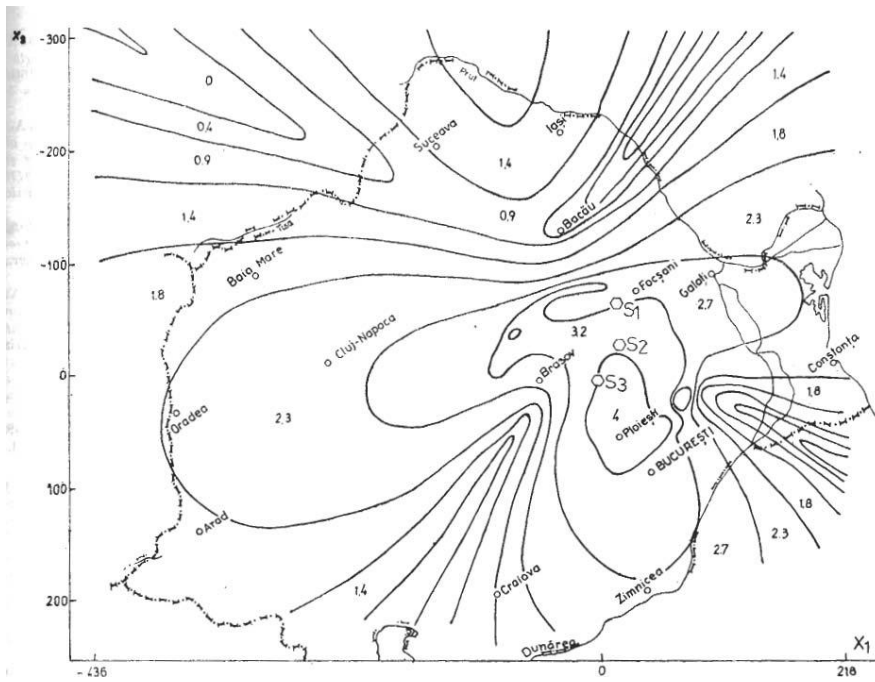 X₂
-300
-200
-100
0
100
200
-436
0
218
X₁
0
0,4
0,9
1,4
1,8
Prut
Suceava
Iași
1,4
0,9
Bacău
1.4
1,8
2.3
Tisa
Baia Mare
Focșani
Galați
2.7
S1
3.2
S2
S3
Cluj-Napoca
Brașov
Constanța
1,8
Oradea
2,3
4
Ploiești
BUCUREȘTI
1,8
2.3
2.7
Arad
1,4
Craiova
Zimnicea
Dunărea